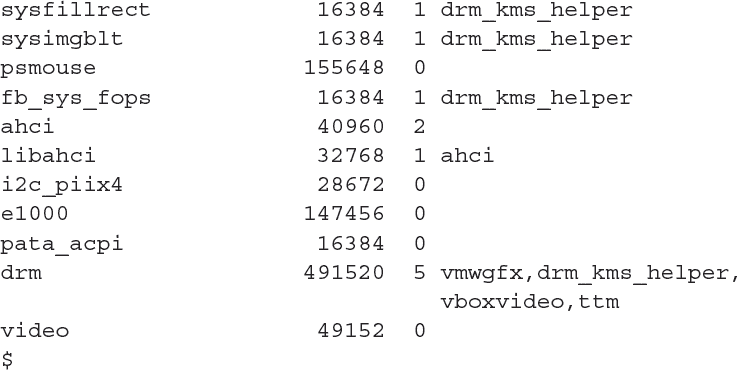 sysfillrect            16384  1 drm_kms_helper
sysimgblt              16384  1 drm_kms_helper
psmouse               155648  0
fb_sys_fops            16384  1 drm_kms_helper
ahci                   40960  2
libahci                32768  1 ahci
i2c_piix4              28672  0
e1000                 147456  0
pata_acpi              16384  0
drm                   491520  5 vmwgfx,drm_kms_helper,
                                vboxvideo,ttm
video                  49152  0
$